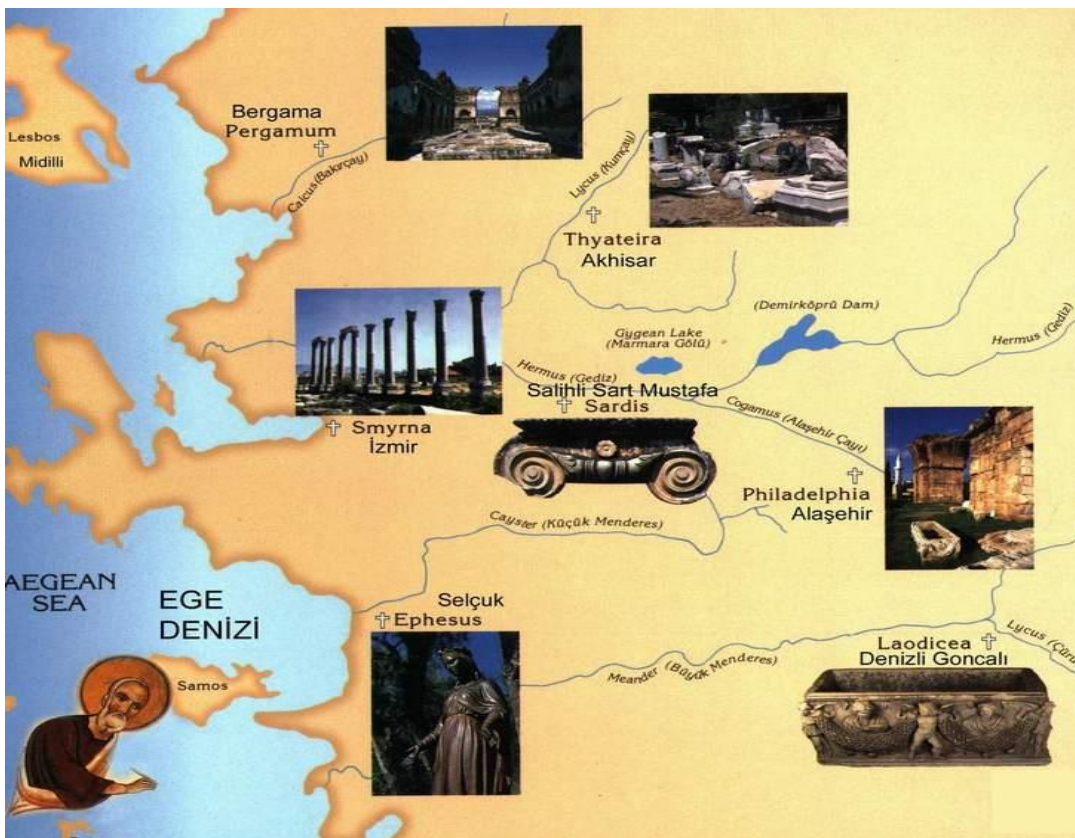 Bergama
Pergamum
Lesbos
Midilli
Caicus (Bakırçay)
Lycus (Kumçay)
Thyateira
Akhisar
(Demirköprü Dam)
Gygean Lake
(Marmara Gölü)
Hermus (Gediz)
Hermus (Gediz)
Salihli Sart Mustafa
Sardis
Smyrna
İzmir
Cogamus (Alaşehir Çayı)
Philadelphia
Alaşehir
Cayster (Küçük Menderes)
AEGEAN
SEA
EGE
DENİZİ
Selçuk
Ephesus
Samos
Meander (Büyük Menderes)
Laodicea
Denizli Goncalı
Lycus (Çürü